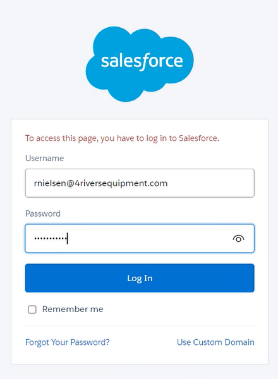 salesforce
To access this page, you have to log in to Salesforce.
Username
rnielsen@4riversequipment.com
Password
•••••••••••
Log In
Remember me
Forgot Your Password? Use Custom Domain